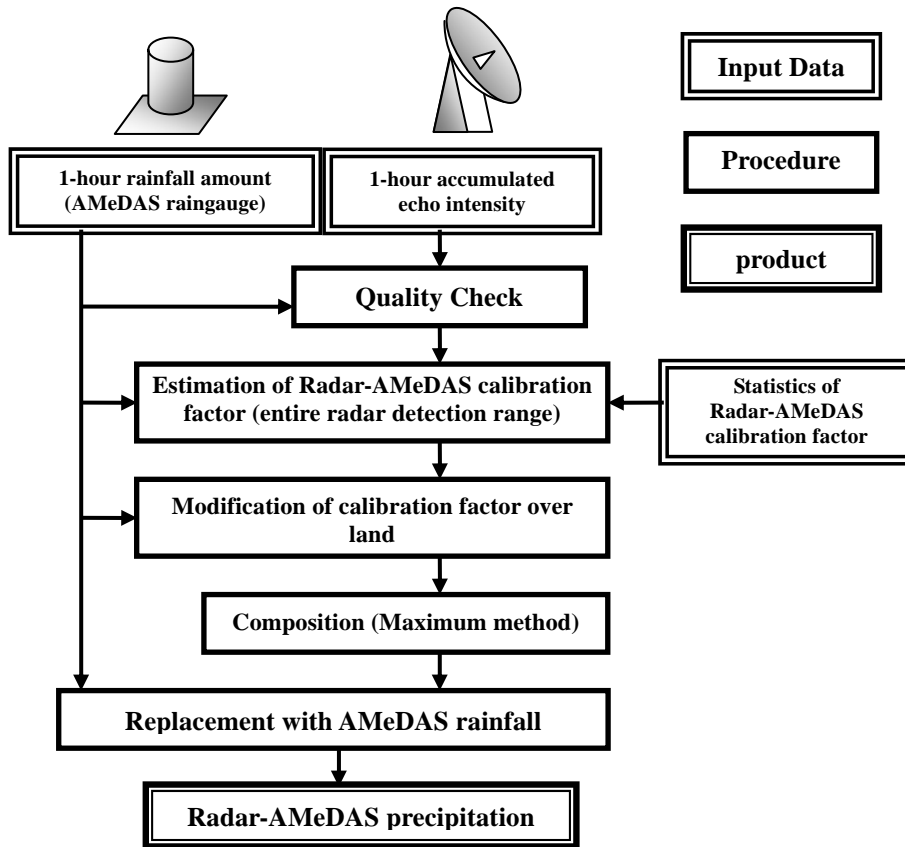 Input Data
Procedure
product
1-hour rainfall amount
(AMeDAS raingauge)
1-hour accumulated
echo intensity
Quality Check
Estimation of Radar-AMeDAS calibration
factor (entire radar detection range)
Statistics of
Radar-AMeDAS
calibration factor
Modification of calibration factor over
land
Composition (Maximum method)
Replacement with AMeDAS rainfall
Radar-AMeDAS precipitation